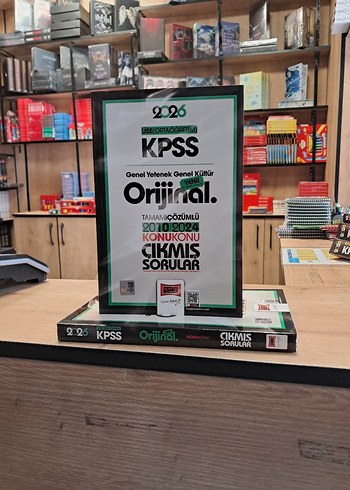 2026
LİSE/ORTAÖĞRETİM
KPSS
Genel Yetenek Genel Kültür
YENİ
Orijinal.
TAMAMI ÇÖZÜMLÜ
2010 2024
KONU KONU
ÇIKMIŞ
SORULAR
2026 KPSS Orijinal. ÇIKMIŞ SORULAR